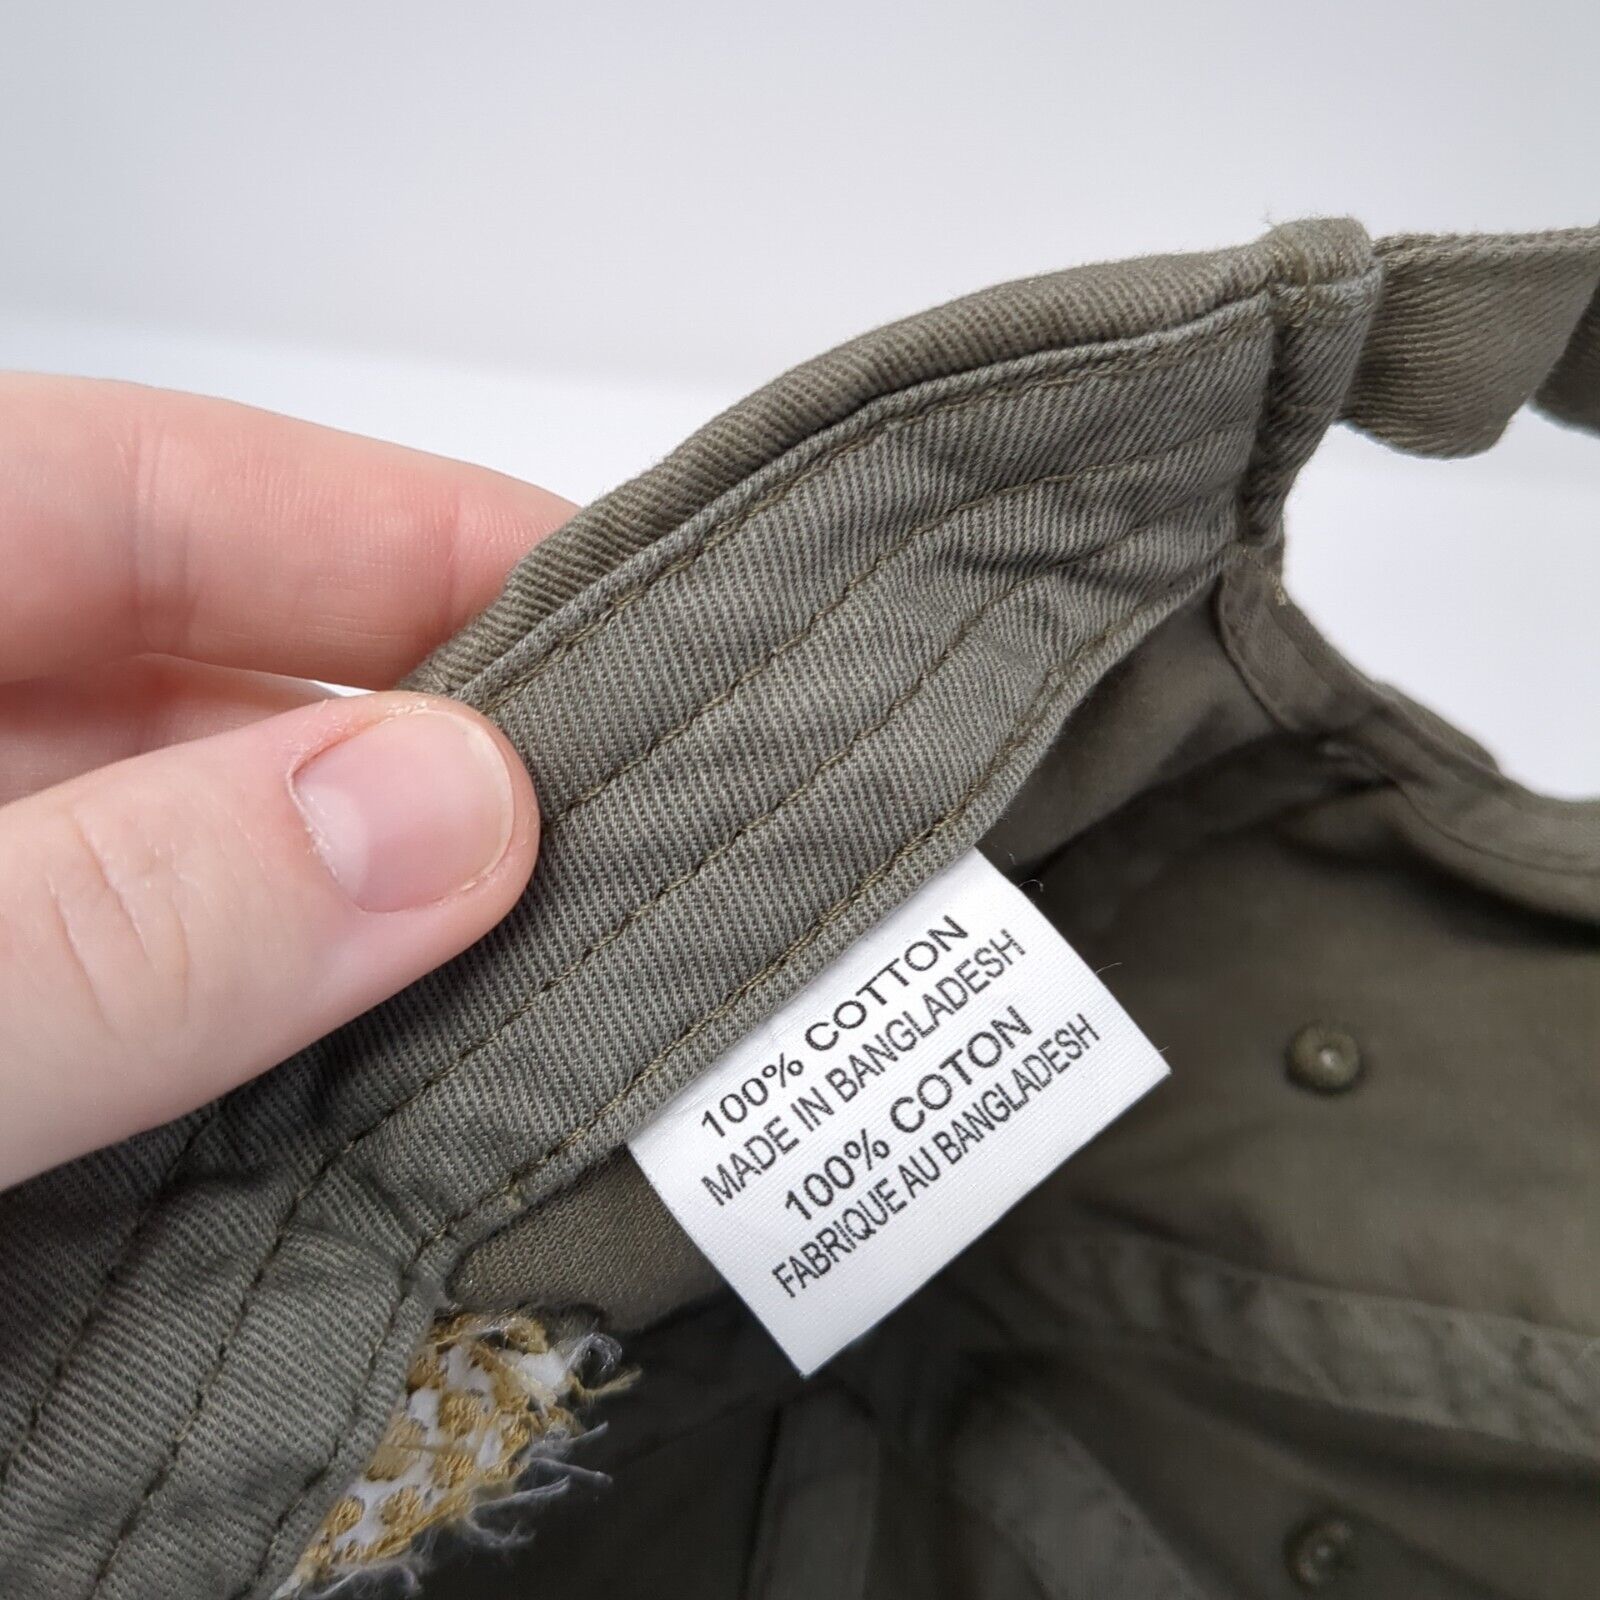 100% COTTON
MADE IN BANGLADESH
100% COTON
FABRIQUE AU BANGLADESH